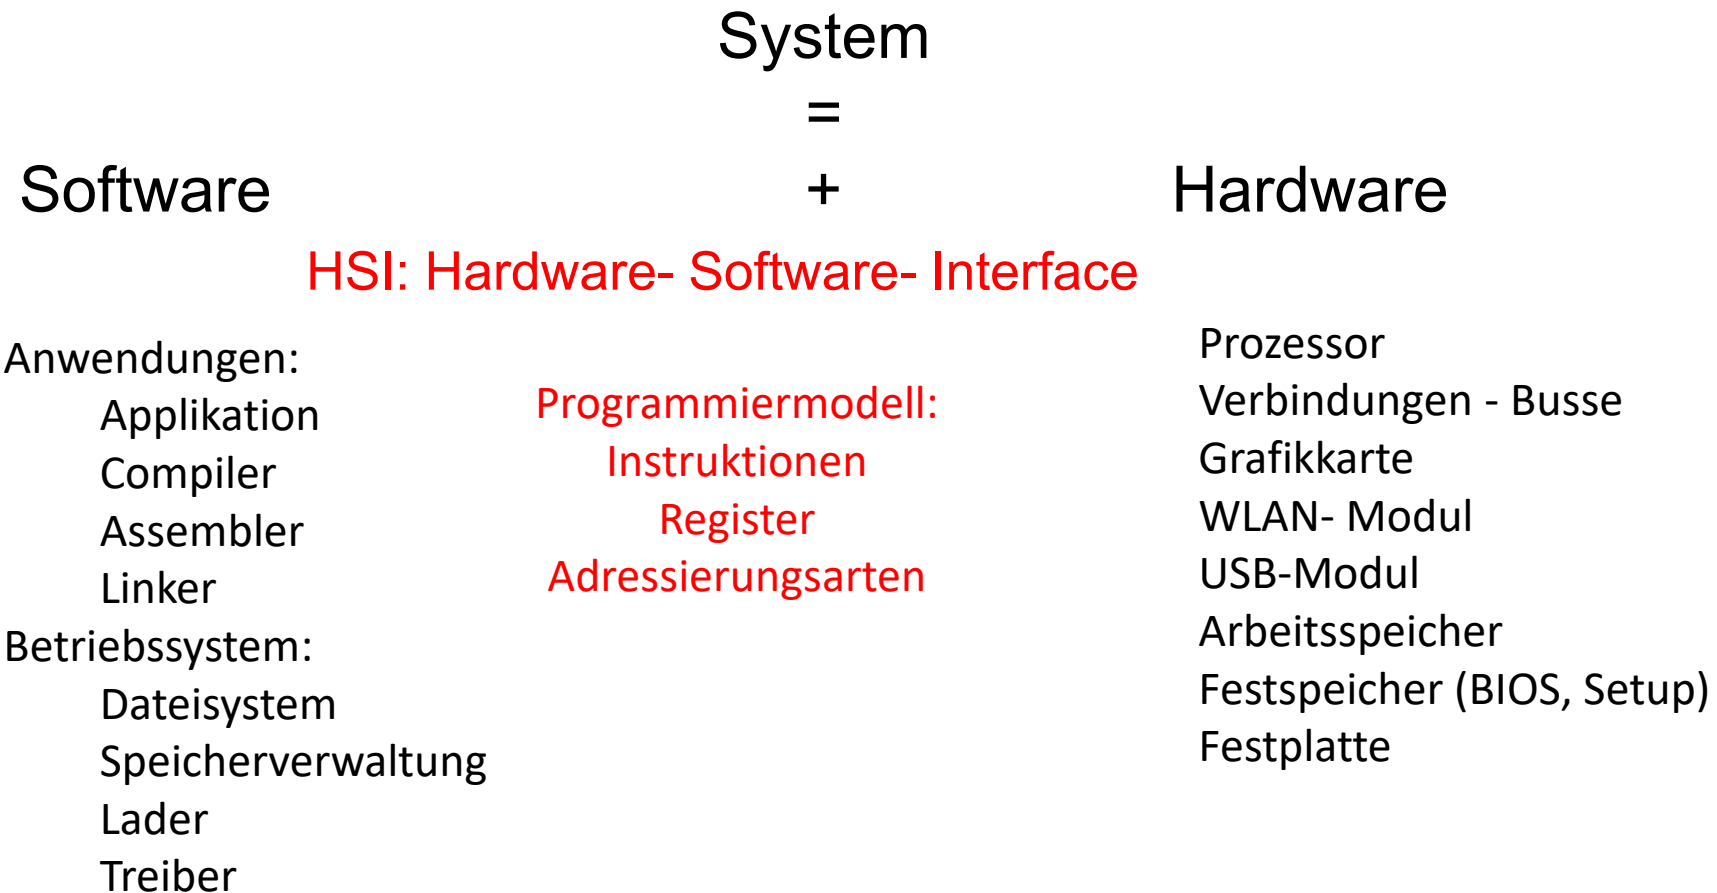 System
=
Software + Hardware
HSI: Hardware- Software- Interface
Anwendungen:
Applikation
Compiler
Assembler
Linker
Betriebssystem:
Dateisystem
Speicherverwaltung
Lader
Treiber
Programmiermodell:
Instruktionen
Register
Adressierungsarten
Prozessor
Verbindungen - Busse
Grafikkarte
WLAN- Modul
USB-Modul
Arbeitsspeicher
Festspeicher (BIOS, Setup)
Festplatte